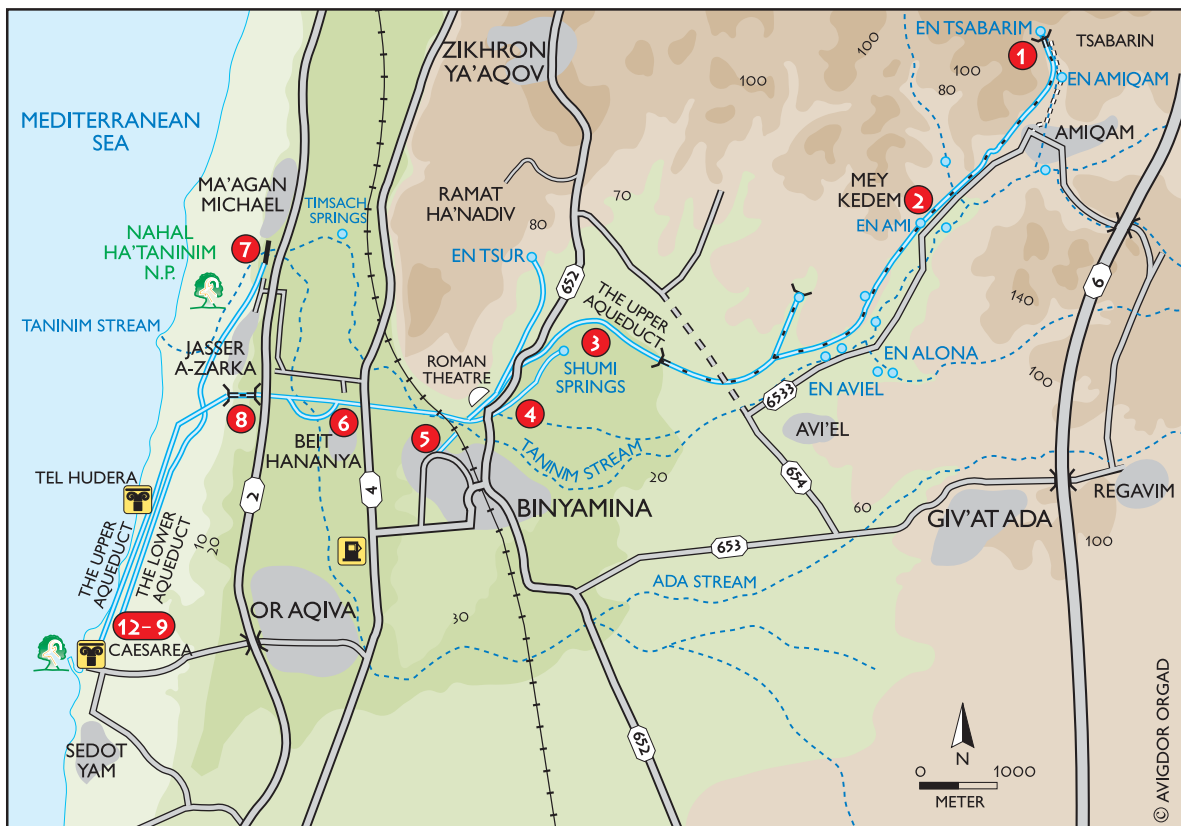 EN TSABARIM
TSABARIN
1
ZIKHRON
YA'AQOV
100
80
100
100
100
80
EN AMIQAM
MEDITERRANEAN
SEA
AMIQAM
MA'AGAN
MICHAEL
TIMSACH
SPRINGS
RAMAT
HA'NADIV
80
70
MEY
KEDEM
2
EN AMI
NAHAL
HA'TANINIM
N.P.
7
EN TSUR
652
6
140
THE UPPER
AQUEDUCT
TANINIM STREAM
JASSER
A-ZARKA
ROMAN
THEATRE
3
SHUMI
SPRINGS
EN ALONA
EN AVIEL
100
6533
8
6
BEIT
HANANYA
5
4
AVI'EL
TANINIM STREAM
20
TEL HUDERA
2
4
BINYAMINA
654
60
GIV'AT ADA
REGAVIM
100
THE UPPER
AQUEDUCT
THE LOWER
AQUEDUCT
10
20
653
ADA STREAM
OR AQIVA
30
12-9
CAESAREA
652
SEDOT
YAM
N
0 1000
METER
© AVIGDOR ORGAD